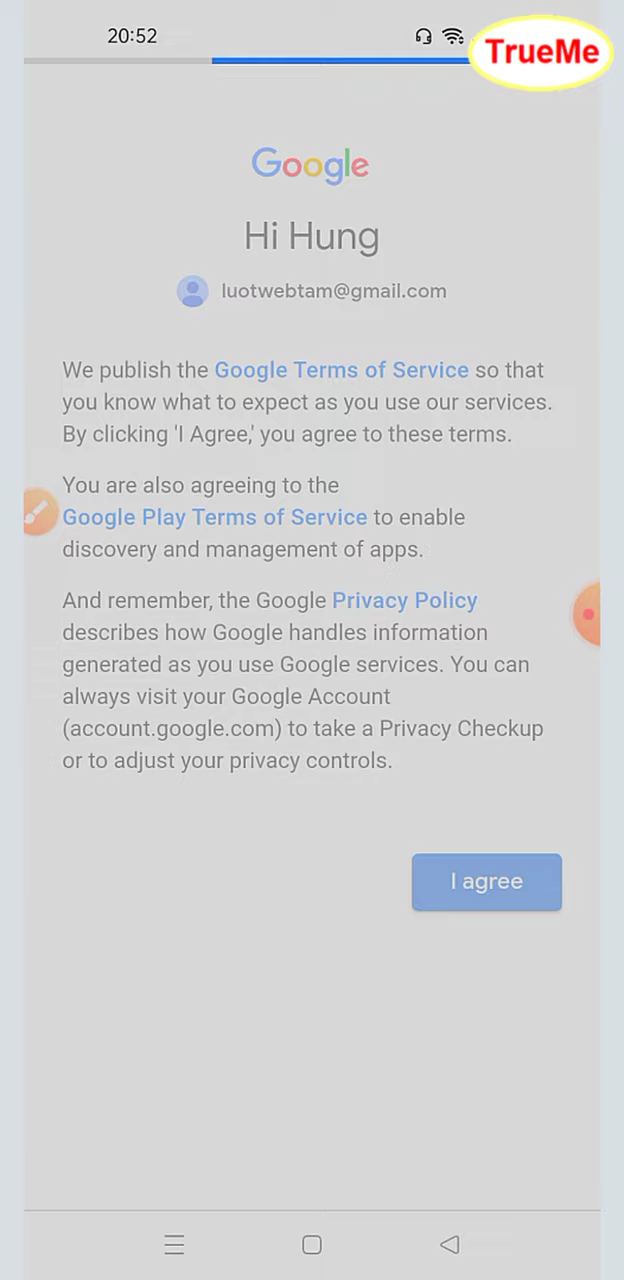 20:52
TrueMe
Google
Hi Hung
luotwebtam@gmail.com
We publish the Google Terms of Service so that
you know what to expect as you use our services.
By clicking 'I Agree,' you agree to these terms.
You are also agreeing to the
Google Play Terms of Service to enable
discovery and management of apps.
And remember, the Google Privacy Policy
describes how Google handles information
generated as you use Google services. You can
always visit your Google Account
(account.google.com) to take a Privacy Checkup
or to adjust your privacy controls.
I agree